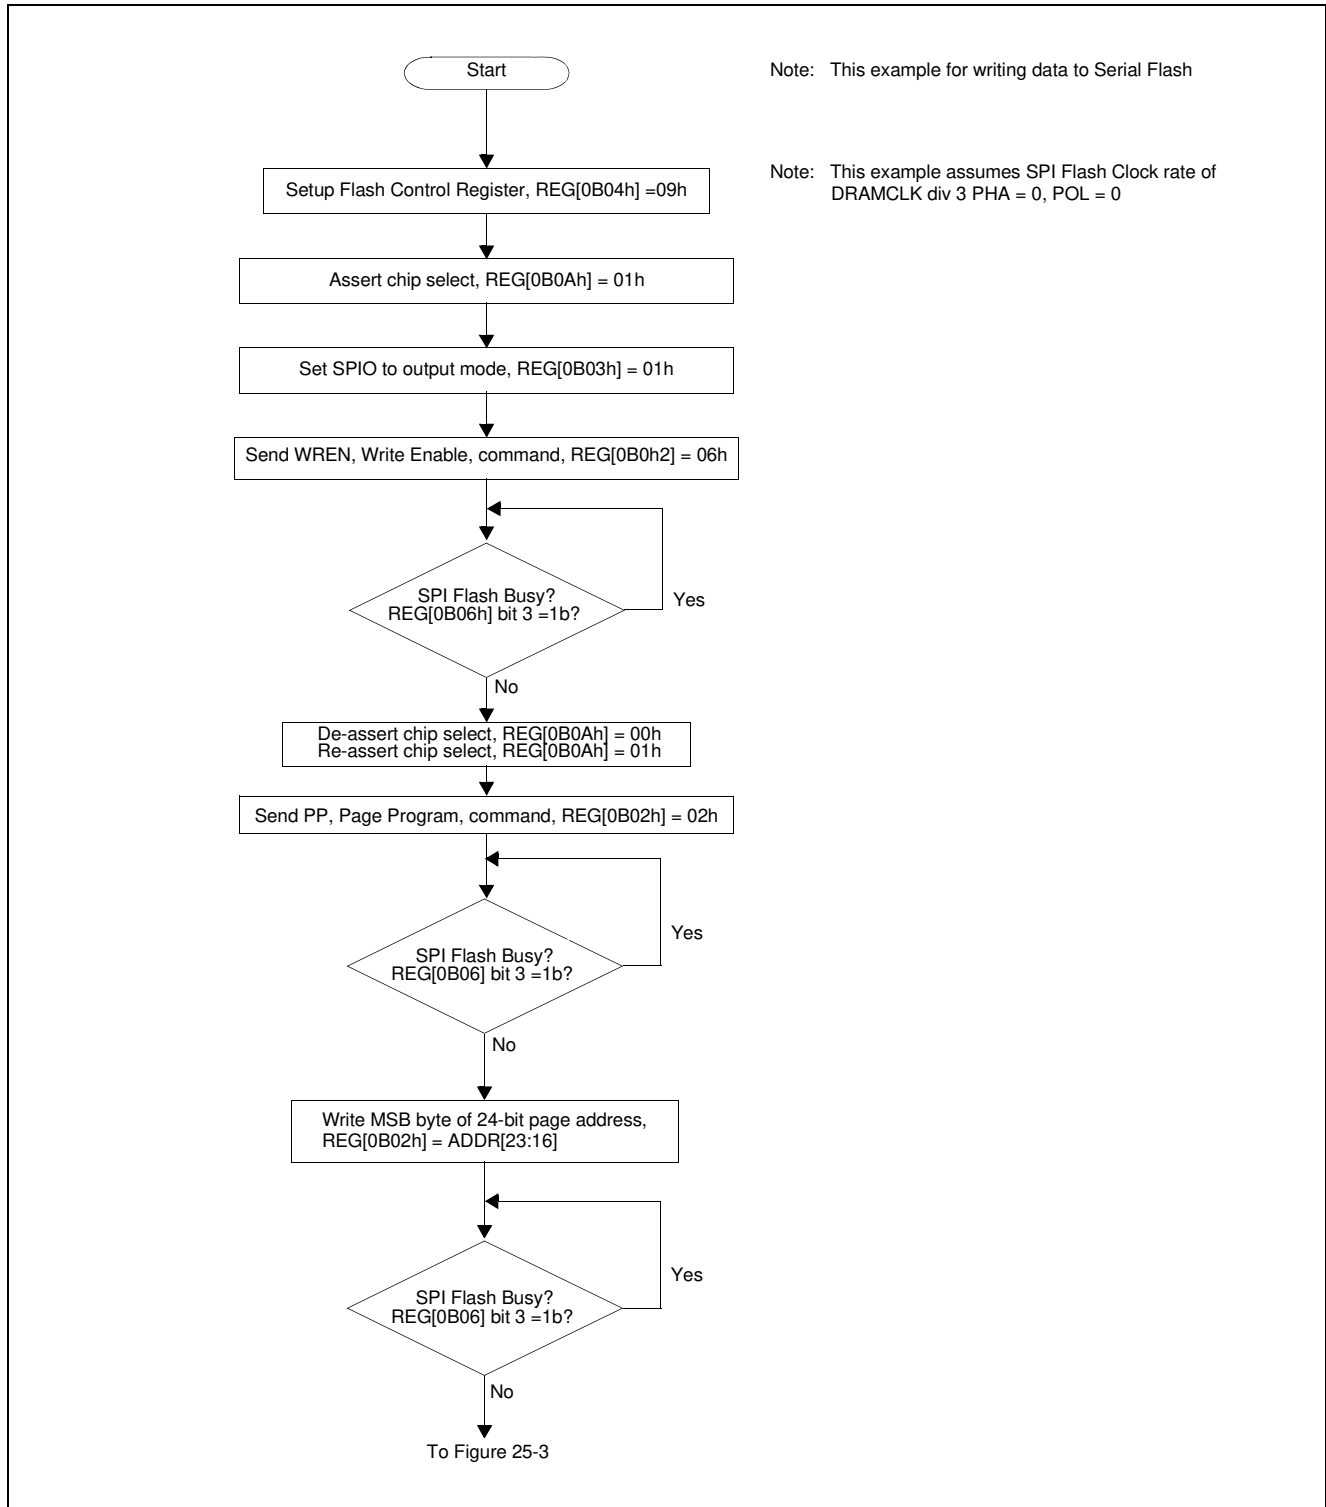 Start
Note: This example for writing data to Serial Flash
Note: This example assumes SPI Flash Clock rate of
DRAMCLK div 3 PHA = 0, POL = 0
Setup Flash Control Register, REG[0B04h] =09h
Assert chip select, REG[0B0Ah] = 01h
Set SPIO to output mode, REG[0B03h] = 01h
Send WREN, Write Enable, command, REG[0B0h2] = 06h
SPI Flash Busy?
REG[0B06h] bit 3 =1b?
Yes
No
De-assert chip select, REG[0B0Ah] = 00h
Re-assert chip select, REG[0B0Ah] = 01h
Send PP, Page Program, command, REG[0B02h] = 02h
SPI Flash Busy?
REG[0B06] bit 3 =1b?
Yes
No
Write MSB byte of 24-bit page address,
REG[0B02h] = ADDR[23:16]
SPI Flash Busy?
REG[0B06] bit 3 =1b?
Yes
No
To Figure 25-3